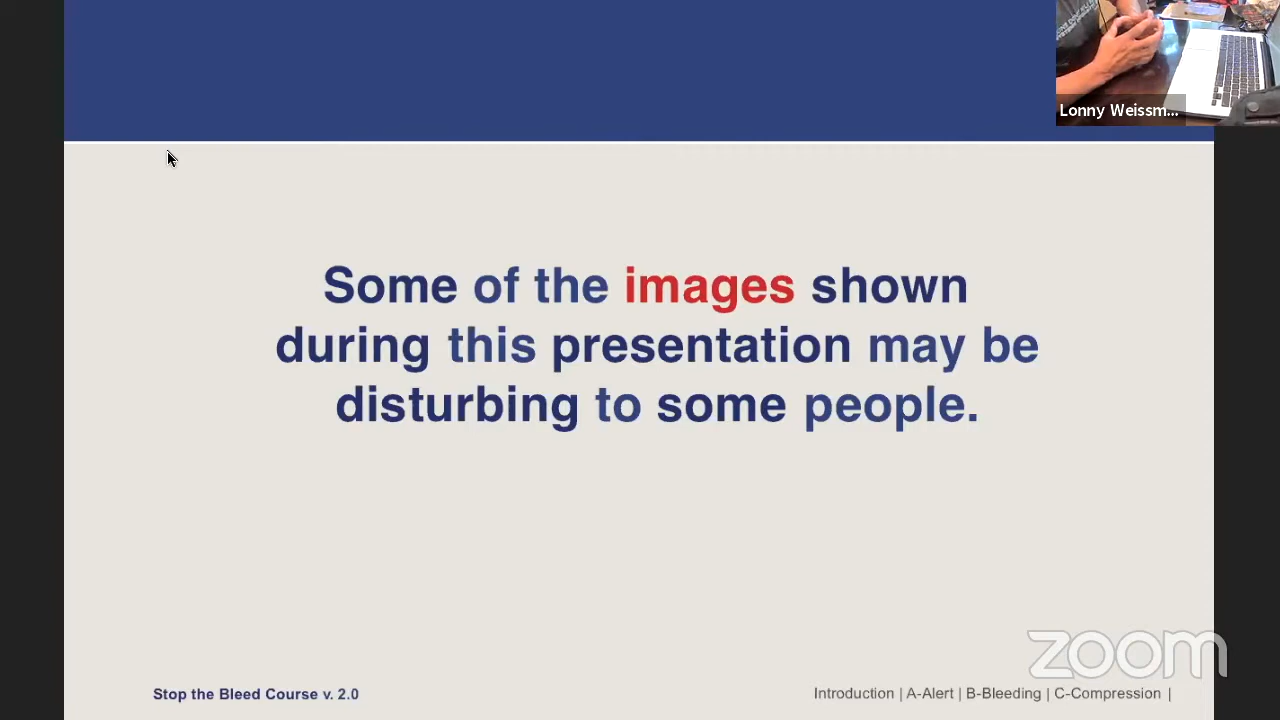 Lonny Weissm...
Some of the images shown
during this presentation may be
disturbing to some people.
zoom
Stop the Bleed Course v. 2.0
Introduction | A-Alert | B-Bleeding | C-Compression |